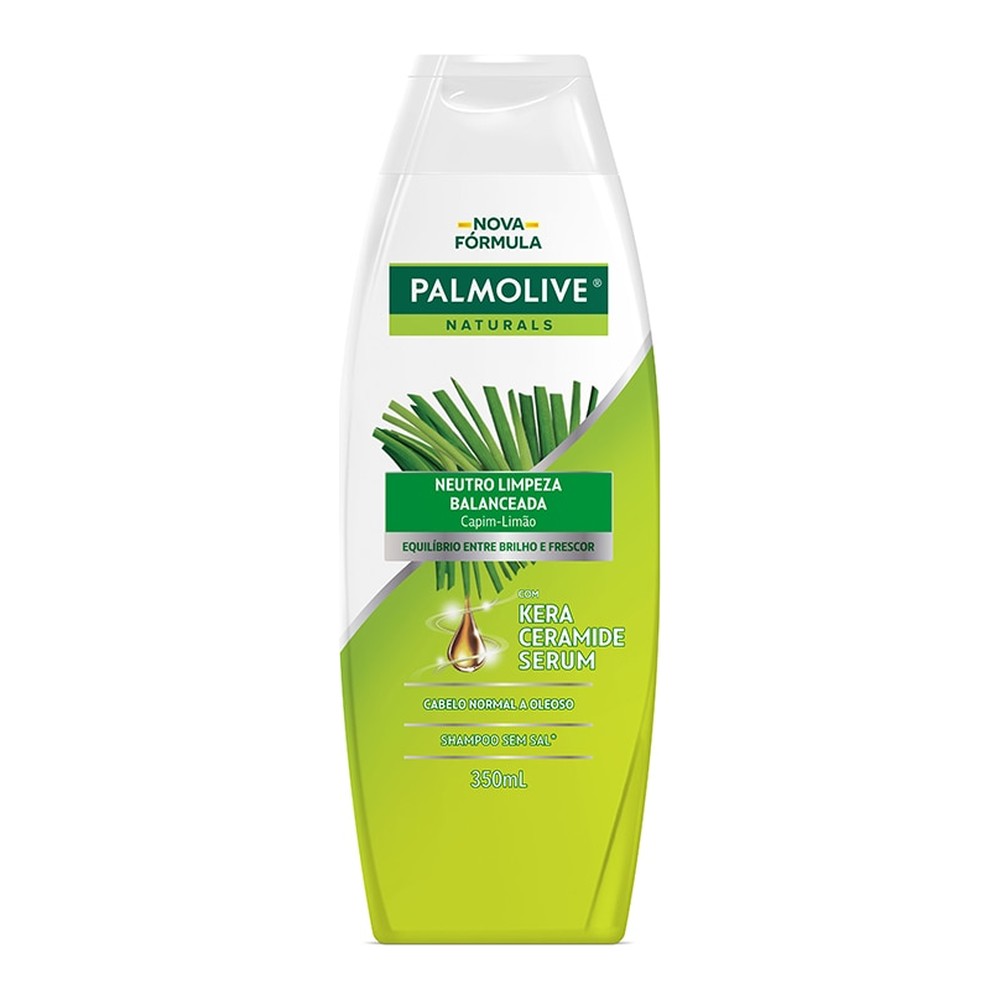 NOVA
FÓRMULA
PALMOLIVE®
NATURALS
NEUTRO LIMPEZA
BALANCEADA
Capim-Limão
EQUILÍBRIO ENTRE BRILHO E FRESCOR
COM
KERA
CERAMIDE
SERUM
CABELO NORMAL A OLEOSO
SHAMPOO SEM SAL*
350mL